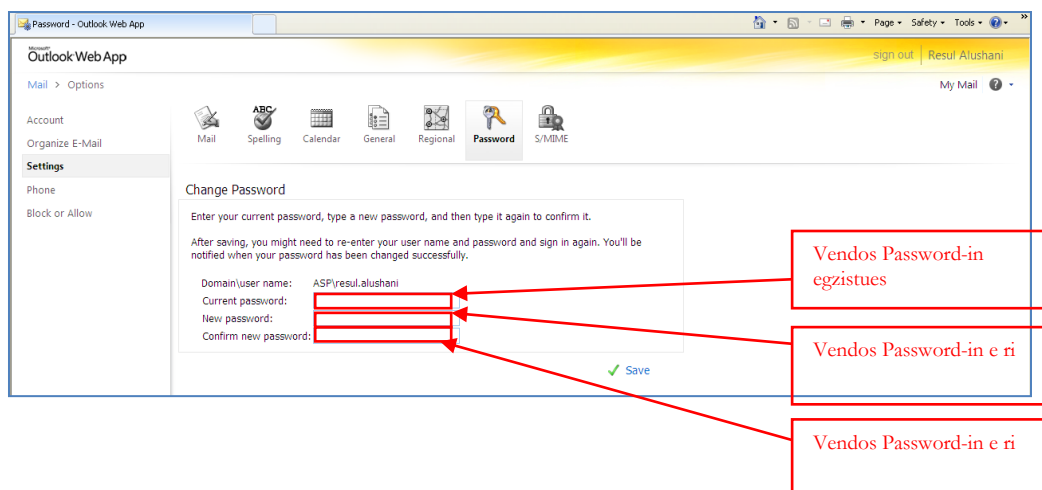 Password - Outlook Web App
Page Safety Tools
Microsoft
Outlook Web App
sign out | Resul Alushani
Mail > Options
My Mail
Account
Organize E-Mail
Settings
Phone
Block or Allow
ABC
Mail Spelling Calendar General Regional Password S/MIME
Change Password
Enter your current password, type a new password, and then type it again to confirm it.
After saving, you might need to re-enter your user name and password and sign in again. You'll be
notified when your password has been changed successfully.
Domain\user name: ASP\resul.alushani
Current password:
New password:
Confirm new password:
Save
Vendos Password-in
egzistues
Vendos Password-in e ri
Vendos Password-in e ri